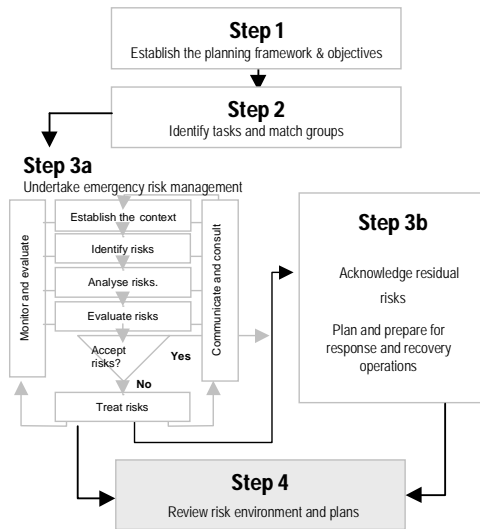 Step 1
Establish the planning framework & objectives
Step 2
Identify tasks and match groups
Step 3a
Undertake emergency risk management
Monitor and evaluate
Establish the context
Identify risks
Analyse risks.
Evaluate risks
Accept
risks?
Yes
No
Treat risks
Communicate and consult
Step 3b
Acknowledge residual
risks
Plan and prepare for
response and recovery
operations
Step 4
Review risk environment and plans